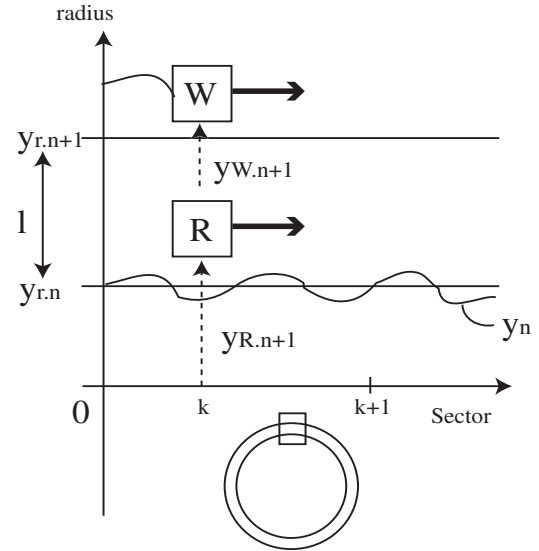 radius
W
yr.n+1
yW.n+1
l
R
yr.n
yn
yR.n+1
0
k
k+1
Sector